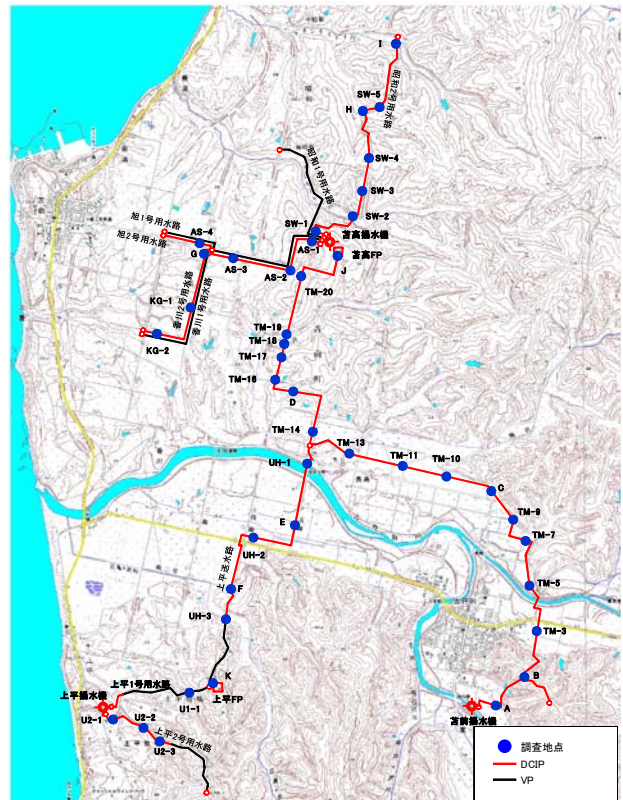 I
SW-5
H
昭和2号用水路
SW-4
昭和1号用水路
SW-3
SW-2
SW-1
苫高揚水機
旭1号用水路
AS-4
AS-1
旭2号用水路
G
AS-3
苫高FP
J
AS-2
TM-20
KG-1
香川2号用水路
香川1号用水路
TM-19
TM-18
KG-2
TM-17
TM-16
D
TM-14
TM-13
UH-1
TM-11
TM-10
C
TM-9
E
UH-2
TM-7
上平送水路
F
TM-5
UH-3
TM-3
K
B
上平1号用水路
上平揚水機
U1-1
上平FP
A
苫前揚水機
U2-1
U2-2
上平2号用水路
U2-3
調査地点
DCIP
VP